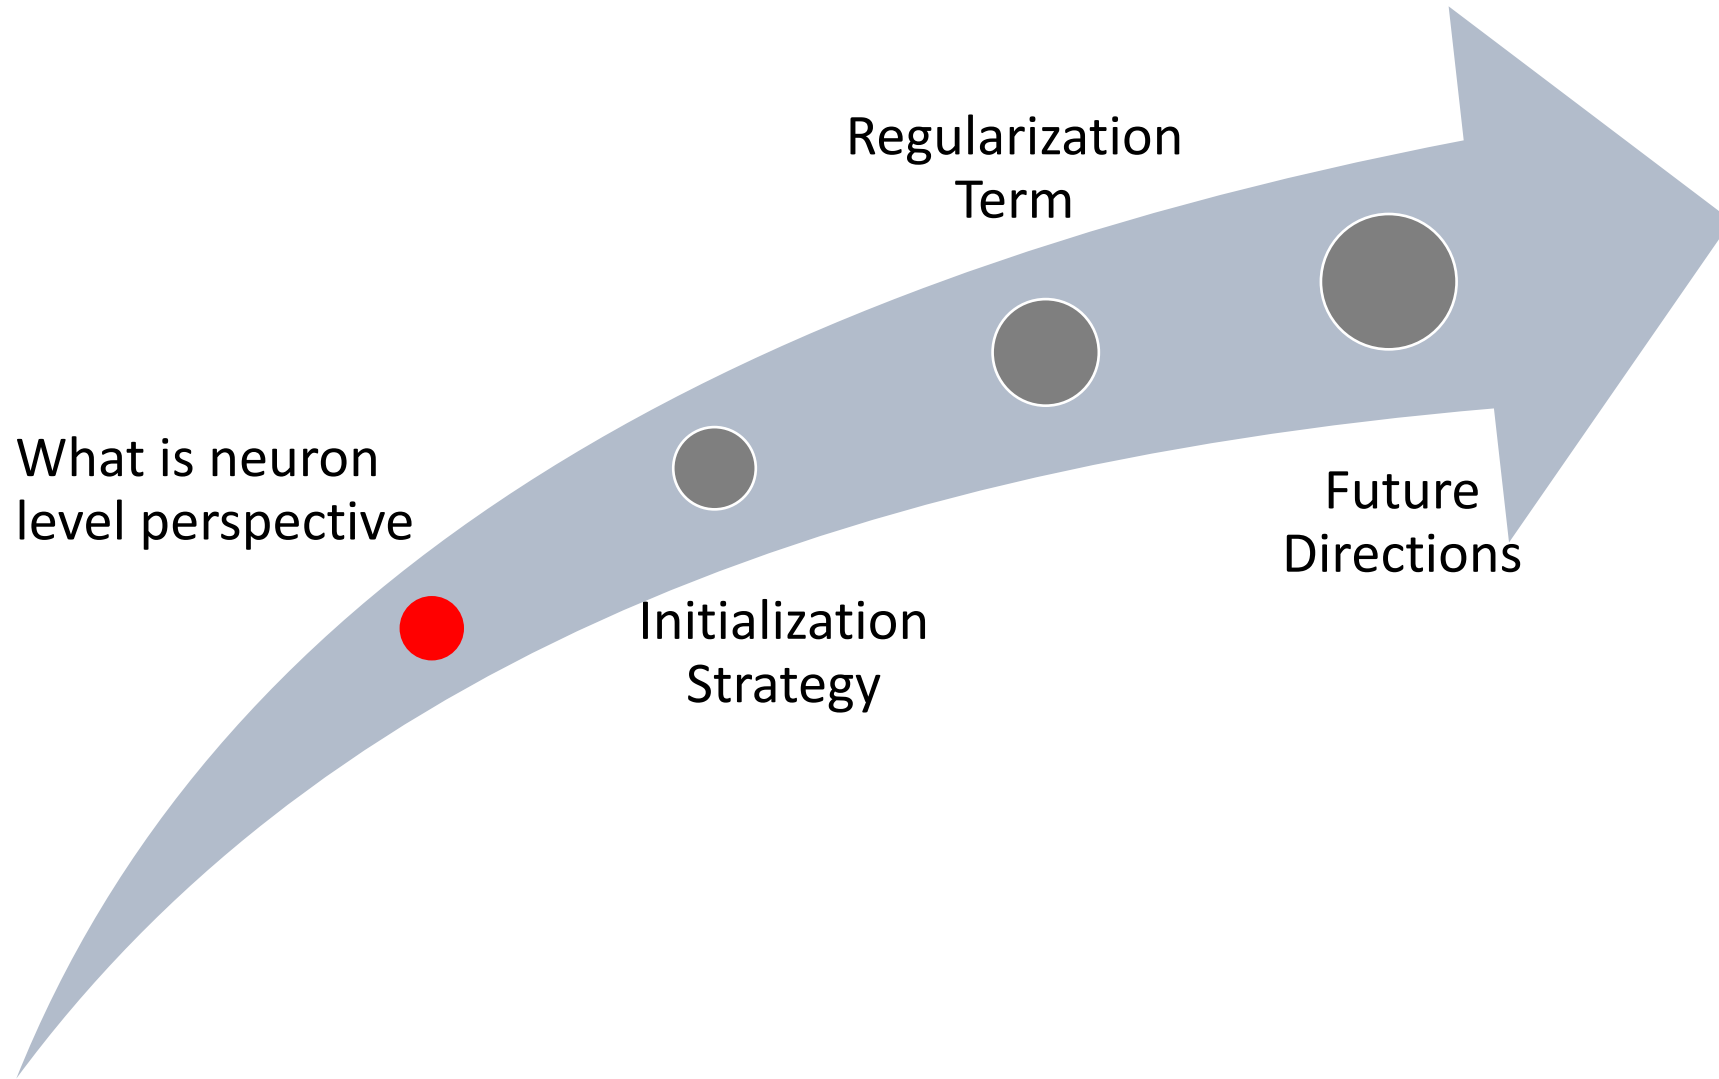 What is neuron
level perspective
Initialization
Strategy
Regularization
Term
Future
Directions